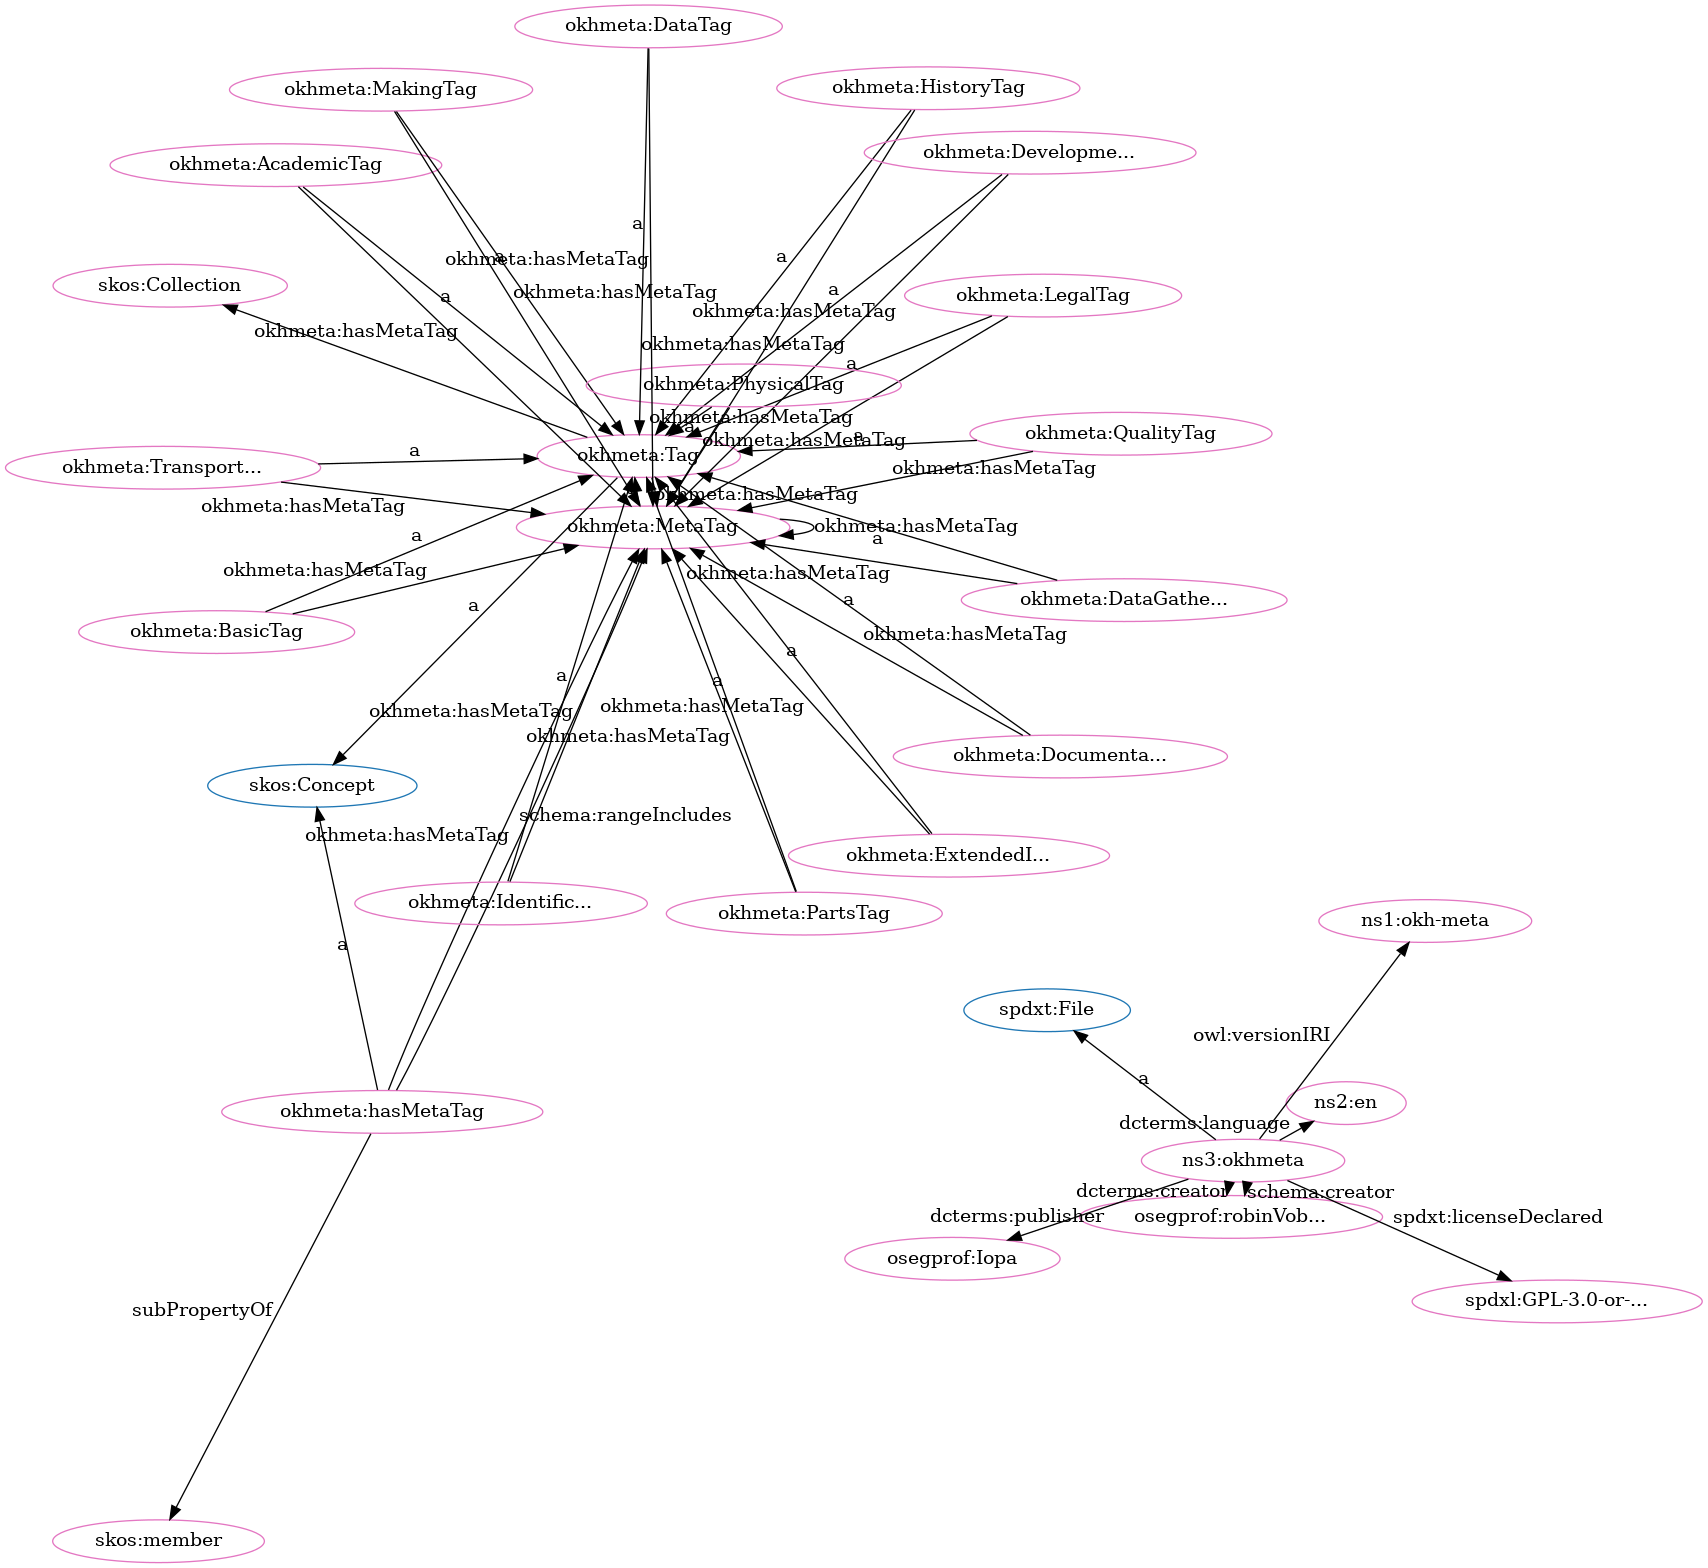 okhmeta:DataTag
okhmeta:MakingTag
okhmeta:HistoryTag
okhmeta:AcademicTag
okhmeta:Developme...
a
a
okhmeta:hasMetaTag
a
skos:Collection
okhmeta:hasMetaTag
a
okhmeta:LegalTag
a
okhmeta:hasMetaTag
okhmeta:hasMetaTag
okhmeta:hasMetaTag
a
okhmeta:PhysicalTag
okhmeta:hasMetaTag
a
okhmeta:QualityTag
a
okhmeta:hasMetaTag
a
okhmeta:Tag
okhmeta:Transport...
okhmeta:hasMetaTag
okhmeta:hasMetaTag
okhmeta:hasMetaTag
okhmeta:MetaTag
okhmeta:hasMetaTag
a
a
okhmeta:hasMetaTag
okhmeta:hasMetaTag
okhmeta:DataGathe...
a
a
okhmeta:BasicTag
okhmeta:hasMetaTag
a
a
a
okhmeta:hasMetaTag
okhmeta:hasMetaTag
okhmeta:hasMetaTag
okhmeta:Documenta...
skos:Concept
schema:rangeIncludes
okhmeta:hasMetaTag
okhmeta:ExtendedI...
okhmeta:Identific...
okhmeta:PartsTag
ns1:okh-meta
a
spdxt:File
owl:versionIRI
a
ns2:en
okhmeta:hasMetaTag
dcterms:language
ns3:okhmeta
dcterms:creator
schema:creator
dcterms:publisher
osegprof:robinVob...
spdxt:licenseDeclared
osegprof:Iopa
spdxl:GPL-3.0-or-...
subPropertyOf
skos:member